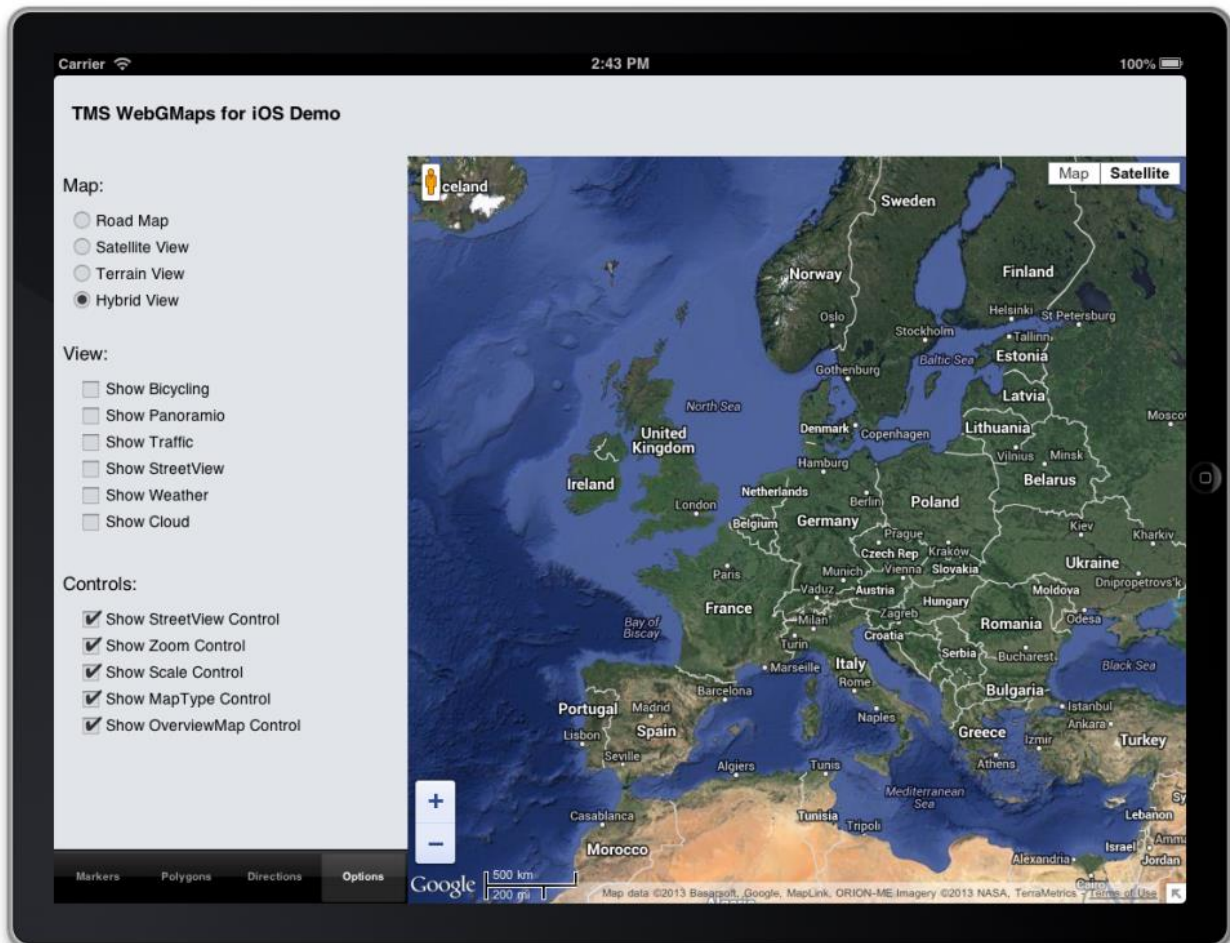 Carrier
2:43 PM
100%
TMS WebGMaps for iOS Demo
Map:
Road Map
Satellite View
Terrain View
Hybrid View
View:
Show Bicycling
Show Panoramio
Show Traffic
Show StreetView
Show Weather
Show Cloud
Controls:
Show StreetView Control
Show Zoom Control
Show Scale Control
Show MapType Control
Show OverviewMap Control
Markers
Polygons
Directions
Options
Map
Satellite
celand
Sweden
Norway
Finland
Oslo
Helsinki
St Petersburg
Stockholm
Tallinn
Baltic Sea
Estonia
Gothenburg
Latvia
North Sea
Moscov
Denmark
Copenhagen
Lithuania
United
Kingdom
Vilnius
Minsk
Hamburg
Belarus
Ireland
Netherlands
London
Berlin
Poland
Belgium
Germany
Kiev
Kharkiv
Prague
Czech Rep
Kraków
Ukraine
Paris
Munich
Vienna
Slovakia
Dnipropetrovs'k
Vaduz
Austria
Moldova
France
Hungary
Zagreb
Milan
Romania
Odesa
Bay of
Biscay
Turin
Croatia
Serbia
Bucharest
Marseille
Italy
Black Sea
Rome
Barcelona
Bulgaria
Portugal
Madrid
Istanbul
Naples
Ankara
Spain
Lisbon
Greece
Izmir
Turkey
Seville
Algiers
Tunis
Athens
Mediterranean
Sea
Sy
+
Casablanca
Tunisia
Tripoli
Lebanon
−
Morocco
Israel
Amma
Alexandria
Jordan
Cairo
Google
500 km
200 mi
Map data ©2013 Basarsoft, Google, MapLink, ORION-ME Imagery ©2013 NASA, TerraMetrics - Terms of Use